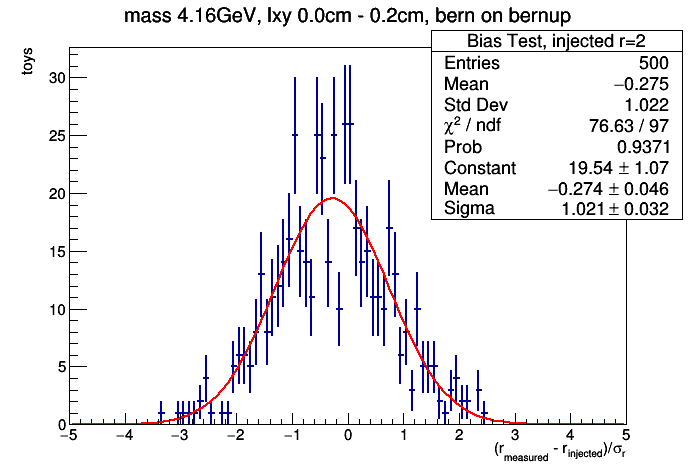 mass 4.16GeV, lxy 0.0cm - 0.2cm, bern on bernup
Bias Test, injected r=2
Entries 500
Mean −0.275
Std Dev 1.022
χ² / ndf 76.63 / 97
Prob 0.9371
Constant 19.54 ± 1.07
Mean −0.274 ± 0.046
Sigma 1.021 ± 0.032
toys
30
25
20
15
10
5
0
−5 −4 −3 −2 −1 0 1 2 3 4 5
(r_measured - r_injected)/σ_r